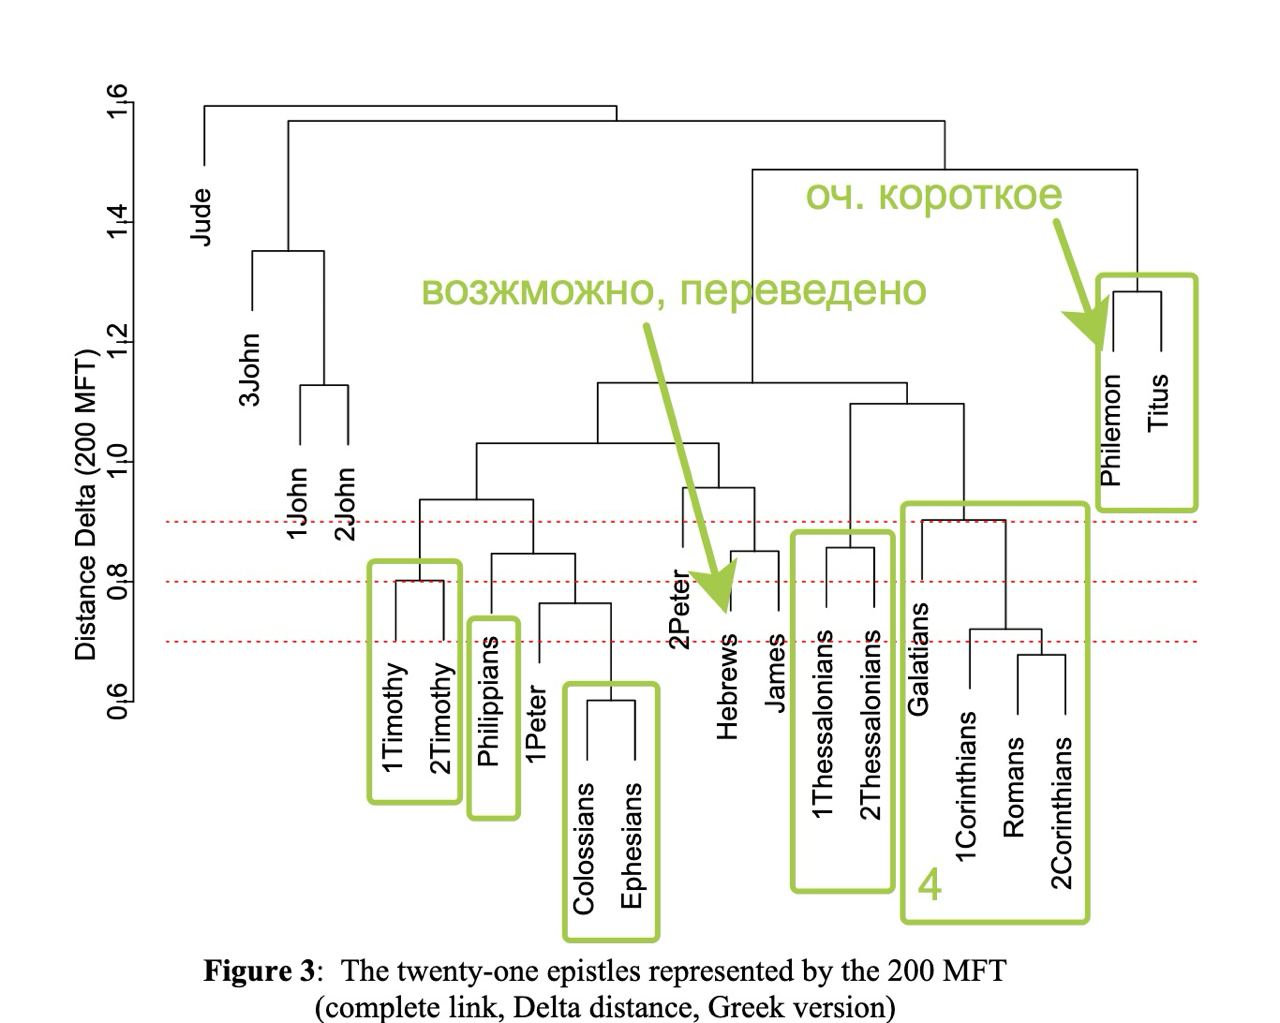 1.6
1.4
1.2
1.0
0.8
0.6
Distance Delta (200 MFT)
Jude
3John
1John
2John
1Timothy
2Timothy
Philippians
1Peter
Colossians
Ephesians
2Peter
Hebrews
James
1Thessalonians
2Thessalonians
Galatians
1Corinthians
Romans
2Corinthians
Philemon
Titus
оч. короткое
возжможно, переведено
4
Figure 3: The twenty-one epistles represented by the 200 MFT
(complete link, Delta distance, Greek version)